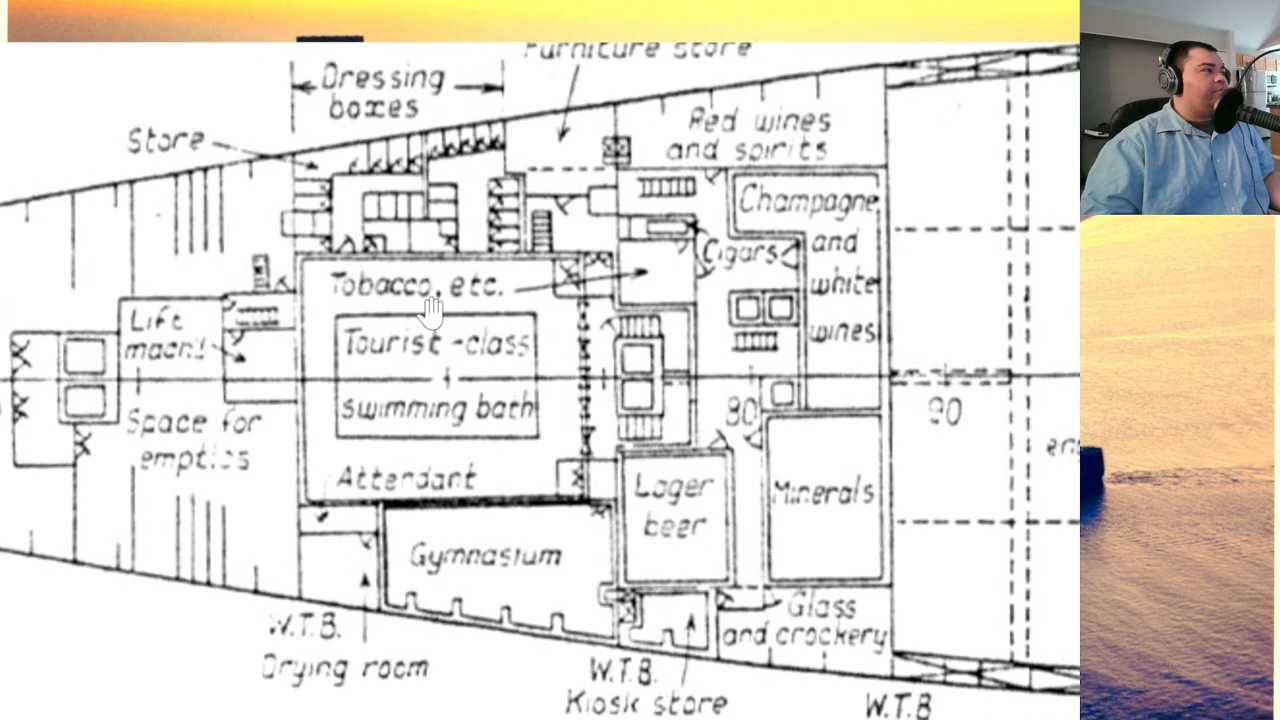 Furniture store
Dressing
boxes
Store
Red wines
and spirits
Champagne
and
white
wines
Cigars
Tobacco, etc.
Lift
Tourist-class
swimming bath
80
90
Space for
empties
Attendant
Lager
beer
Minerals
Gymnasium
Glass
and crockery
W.T.B.
Drying room
W.T.B.
Kiosk store
W.T.B